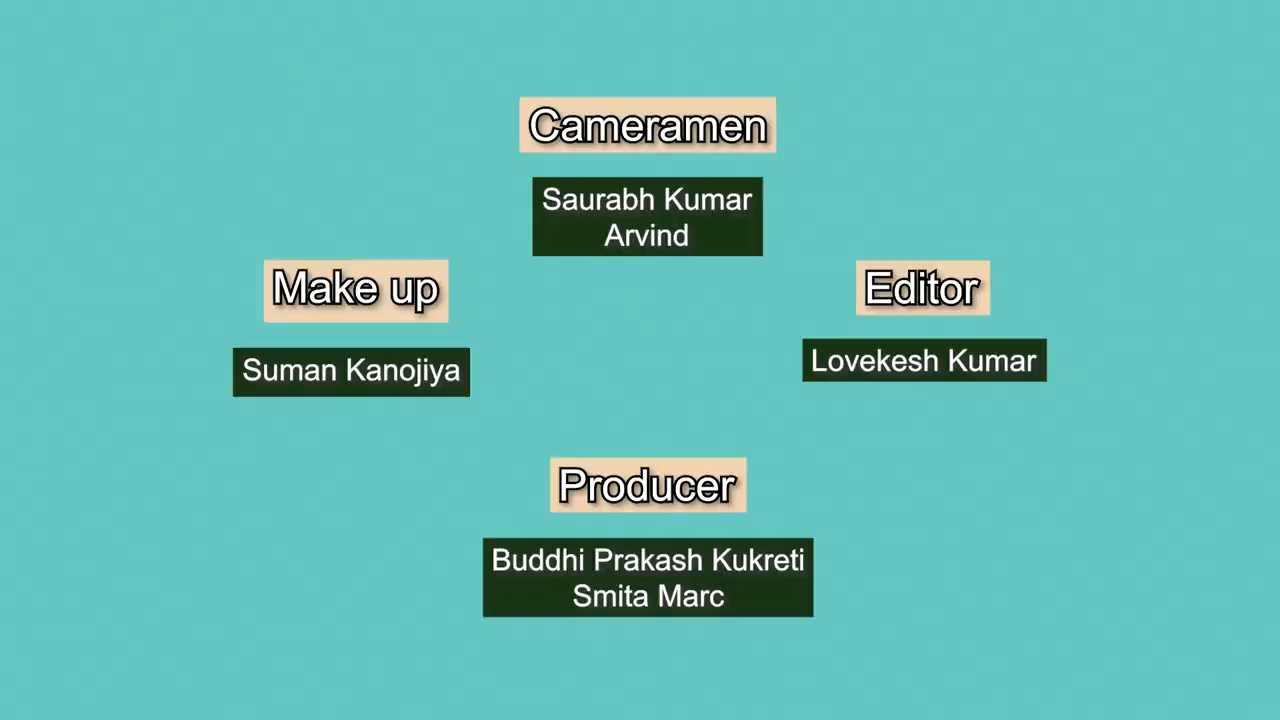 Cameramen
Saurabh Kumar
Arvind
Make up
Suman Kanojiya
Editor
Lovekesh Kumar
Producer
Buddhi Prakash Kukreti
Smita Marc